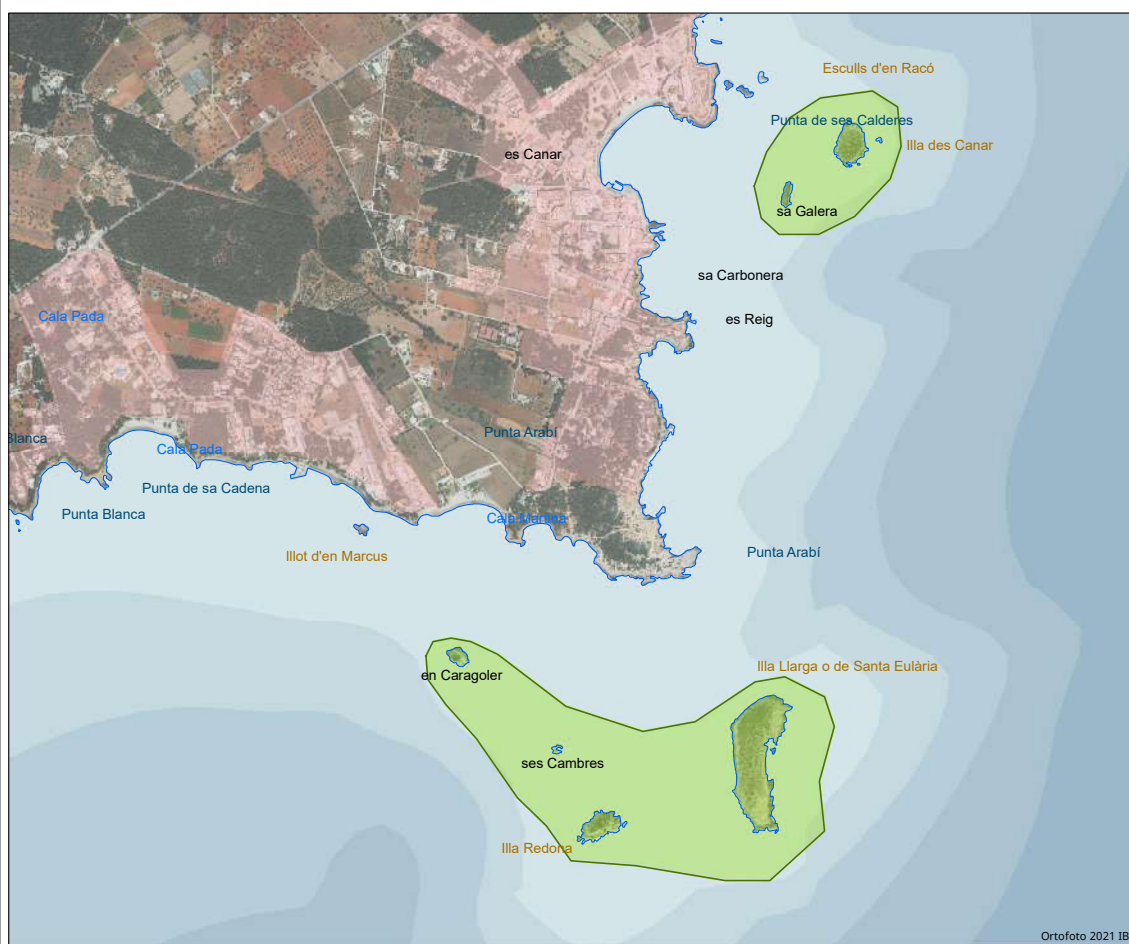 Esculls d'en Racó
Punta de ses Calderes
Illa des Canar
es Canar
sa Galera
sa Carbonera
es Reig
Cala Pada
Blanca
Punta Arabí
Cala Pada
Punta de sa Cadena
Punta Blanca
Cala Martina
Illot d'en Marcus
Punta Arabí
Illa Llarga o de Santa Eulària
en Caragoler
ses Cambres
Illa Redona
Ortofoto 2021 IB